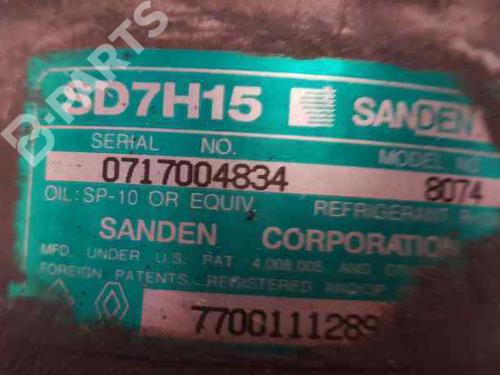 B-PARTS
SD7H15 SANDEN
SERIAL NO. MODEL NO.
0717004834 8074
OIL: SP-10 OR EQUIV. REFRIGERANT
SANDEN CORPORATION
MFD. UNDER U.S. PAT 4,008,005 AND
FOREIGN PATENTS, REGISTERED AND/OR
7700111289